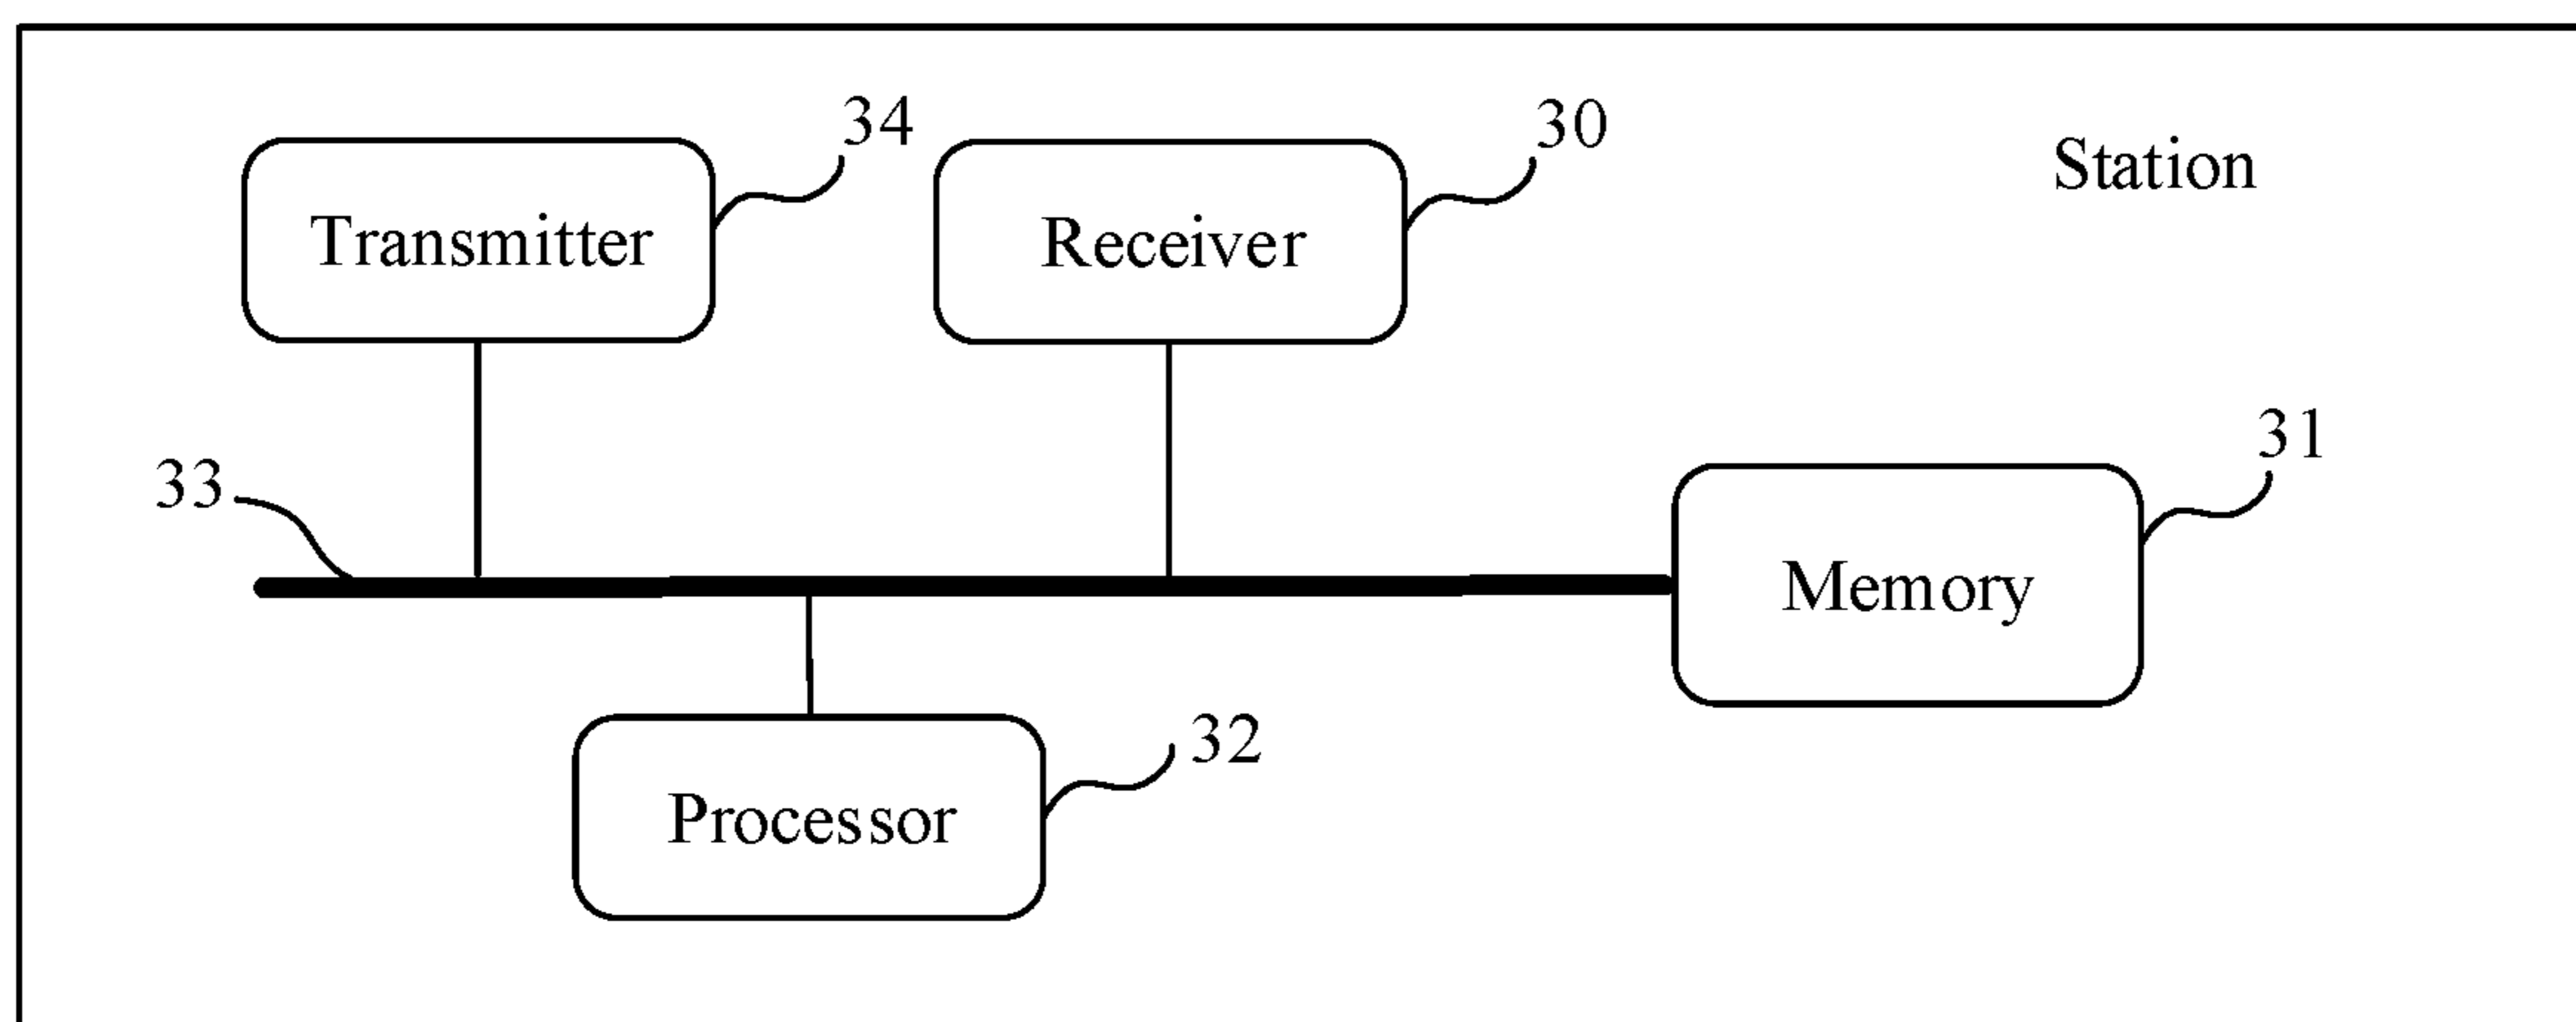 34
30
Station
Transmitter
Receiver
31
33
Memory
32
Processor